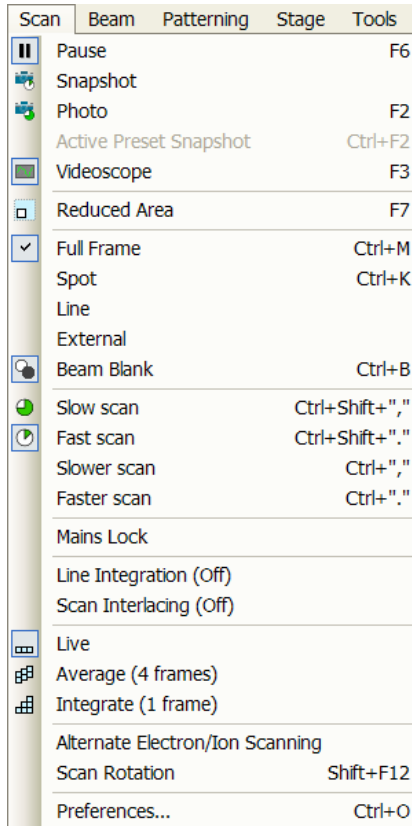 Scan Beam Patterning Stage Tools
Pause F6
Snapshot
Photo F2
Active Preset Snapshot Ctrl+F2
Videoscope F3
Reduced Area F7
Full Frame Ctrl+M
Spot Ctrl+K
Line
External
Beam Blank Ctrl+B
Slow scan Ctrl+Shift+","
Fast scan Ctrl+Shift+"."
Slower scan Ctrl+","
Faster scan Ctrl+"."
Mains Lock
Line Integration (Off)
Scan Interlacing (Off)
Live
Average (4 frames)
Integrate (1 frame)
Alternate Electron/Ion Scanning
Scan Rotation Shift+F12
Preferences... Ctrl+O